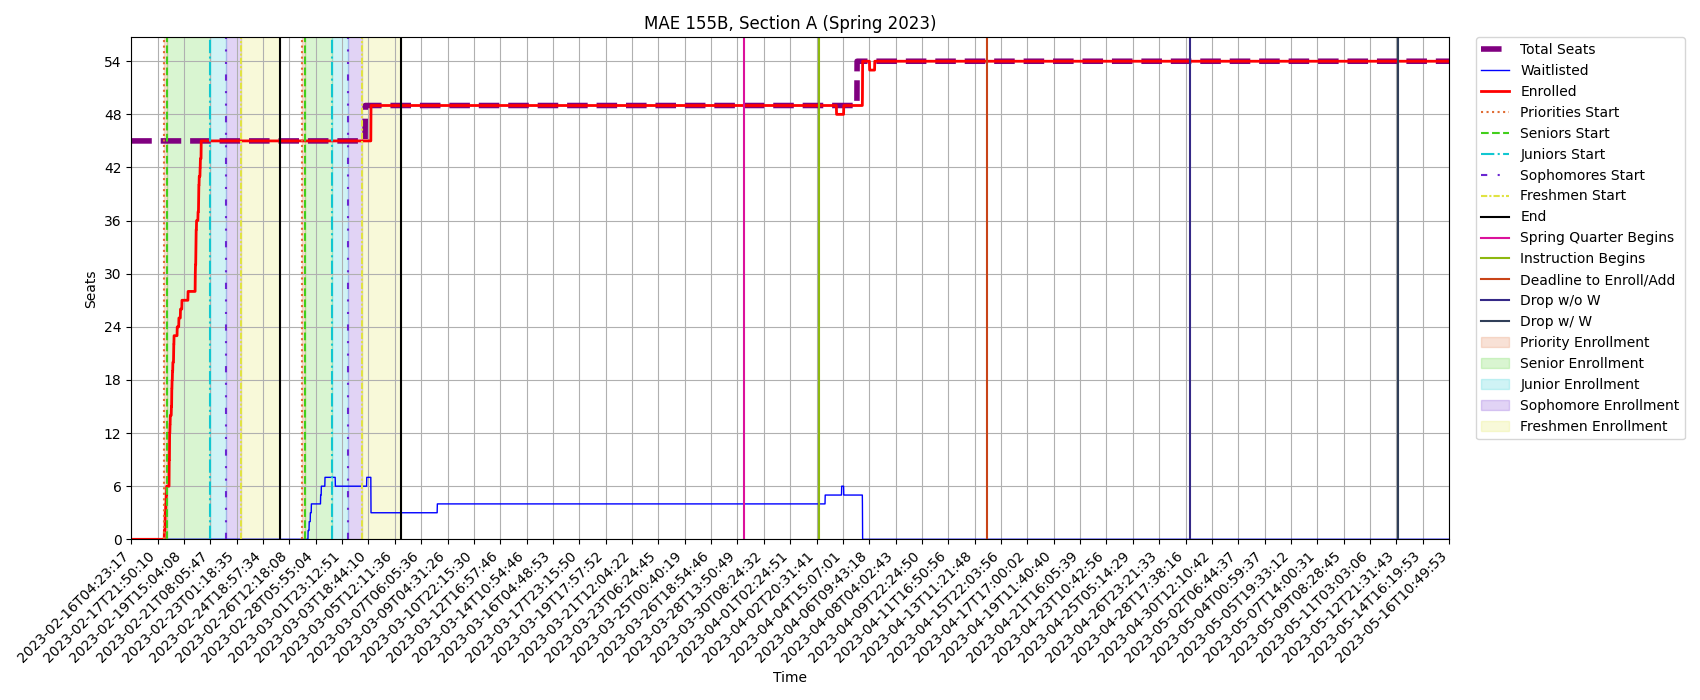 MAE 155B, Section A (Spring 2023)
Seats
54
48
42
36
30
24
18
12
6
0
2023-02-16T04:23:17
2023-02-17T21:50:10
2023-02-19T15:04:08
2023-02-21T08:05:47
2023-02-23T01:18:35
2023-02-24T18:57:34
2023-02-26T12:18:08
2023-02-28T05:55:04
2023-03-01T23:12:51
2023-03-03T18:44:10
2023-03-05T12:11:36
2023-03-07T06:05:36
2023-03-09T04:31:26
2023-03-10T22:15:30
2023-03-12T16:57:46
2023-03-14T10:54:46
2023-03-16T04:48:53
2023-03-17T23:15:50
2023-03-19T17:57:52
2023-03-21T12:04:22
2023-03-23T06:24:45
2023-03-25T00:40:19
2023-03-26T18:54:46
2023-03-28T13:50:49
2023-03-30T08:24:32
2023-04-01T02:24:51
2023-04-02T20:31:41
2023-04-04T15:07:01
2023-04-06T09:43:18
2023-04-08T04:02:43
2023-04-09T22:24:50
2023-04-11T16:50:56
2023-04-13T11:21:48
2023-04-15T22:03:56
2023-04-17T17:00:02
2023-04-19T11:40:40
2023-04-21T16:05:39
2023-04-23T10:42:56
2023-04-25T05:14:29
2023-04-26T23:21:33
2023-04-28T17:38:16
2023-04-30T12:10:42
2023-05-02T06:44:37
2023-05-04T00:59:37
2023-05-05T19:33:12
2023-05-07T14:00:31
2023-05-09T08:28:45
2023-05-11T03:03:06
2023-05-12T21:31:43
2023-05-14T16:19:53
2023-05-16T10:49:53
Time
Total Seats
Waitlisted
Enrolled
Priorities Start
Seniors Start
Juniors Start
Sophomores Start
Freshmen Start
End
Spring Quarter Begins
Instruction Begins
Deadline to Enroll/Add
Drop w/o W
Drop w/ W
Priority Enrollment
Senior Enrollment
Junior Enrollment
Sophomore Enrollment
Freshmen Enrollment